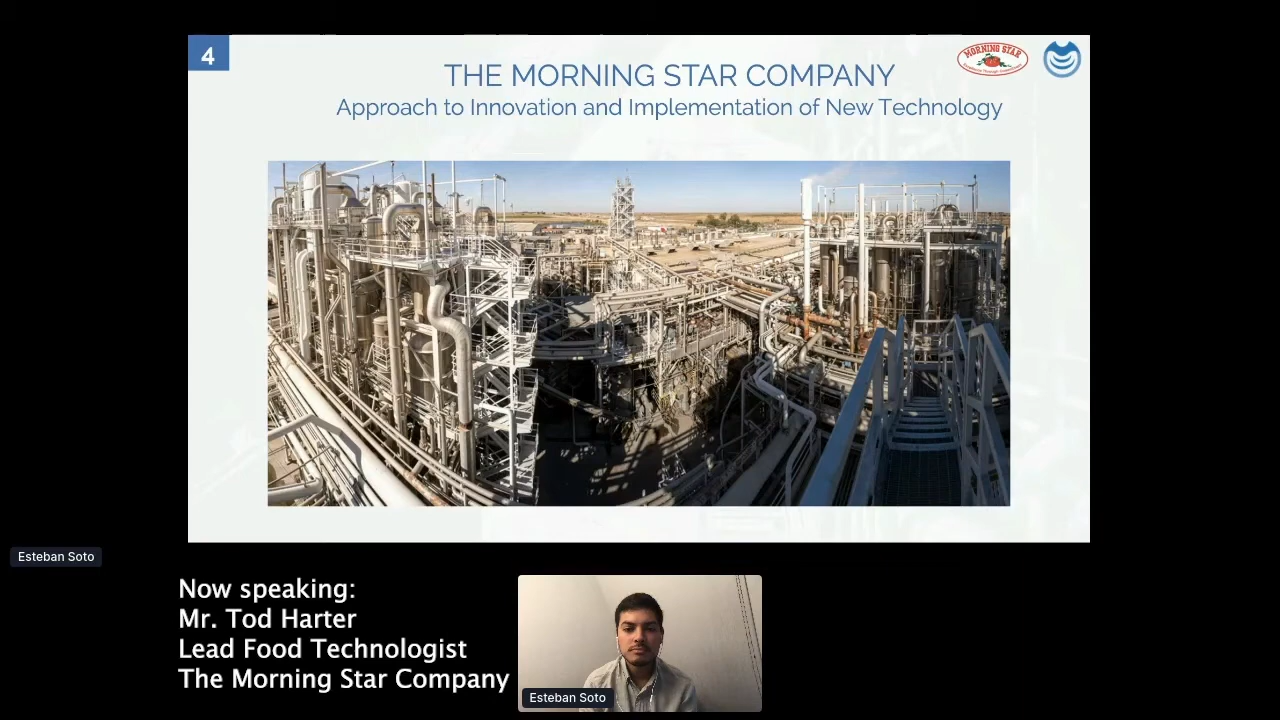 4
THE MORNING STAR COMPANY
Approach to Innovation and Implementation of New Technology
MORNING STAR
Esteban Soto
Now speaking:
Mr. Tod Harter
Lead Food Technologist
The Morning Star Company
Esteban Soto